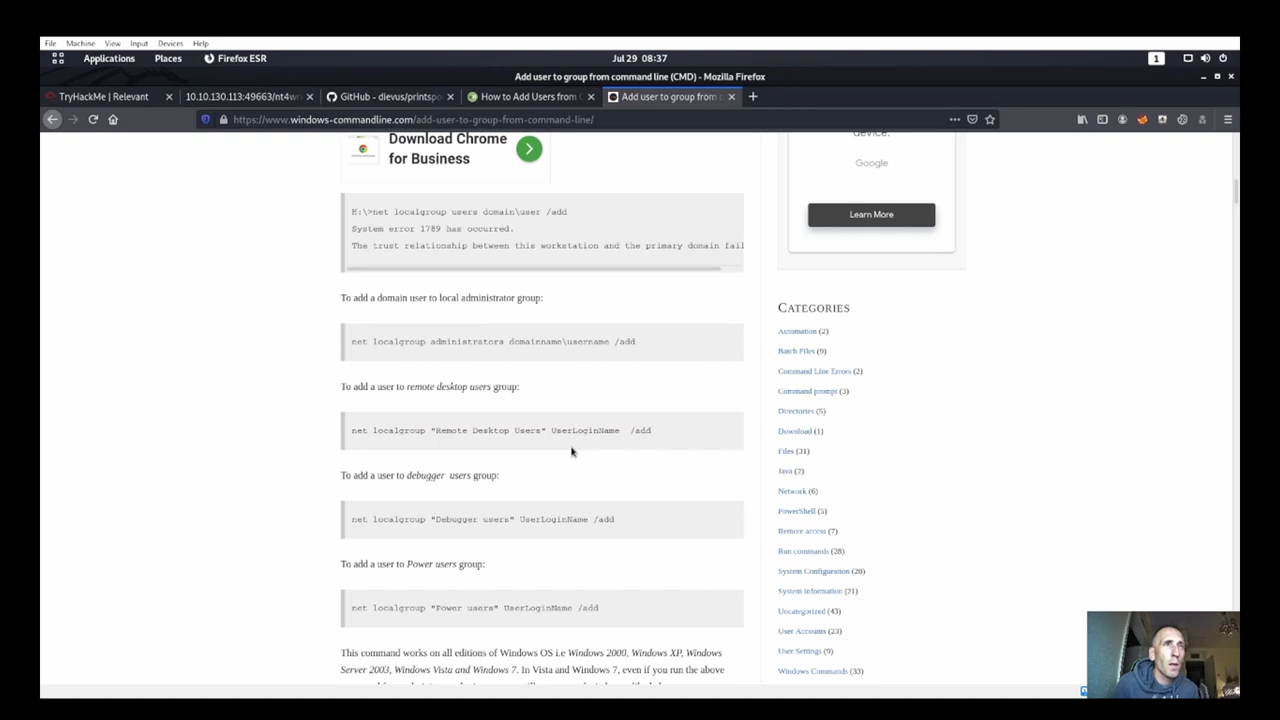 File Machine View Input Devices Help
Applications Places Firefox ESR Jul 29 08:37 1
Add user to group from command line (CMD) - Mozilla Firefox
TryHackMe | Relevant 10.10.130.113:49663/nt4wr GitHub - dievus/printspo How to Add Users from C Add user to group from c
https://www.windows-commandline.com/add-user-to-group-from-command-line/
Download Chrome
for Business
H:\>net localgroup users domain\user /add
System error 1789 has occurred.
The trust relationship between this workstation and the primary domain fail
To add a domain user to local administrator group:
net localgroup administrators domainname\username /add
To add a user to remote desktop users group:
net localgroup "Remote Desktop Users" UserLoginName /add
To add a user to debugger users group:
net localgroup "Debugger users" UserLoginName /add
To add a user to Power users group:
net localgroup "Power users" UserLoginName /add
This command works on all editions of Windows OS i.e Windows 2000, Windows XP, Windows
Server 2003, Windows Vista and Windows 7. In Vista and Windows 7, even if you run the above
device.
Google
Learn More
CATEGORIES
Automation (2)
Batch Files (9)
Command Line Errors (2)
Command prompt (3)
Directories (5)
Download (1)
Files (31)
Java (2)
Network (6)
PowerShell (5)
Remote access (7)
Run commands (28)
System Configuration (28)
System Information (21)
Uncategorized (43)
User Accounts (23)
User Settings (9)
Windows Commands (33)